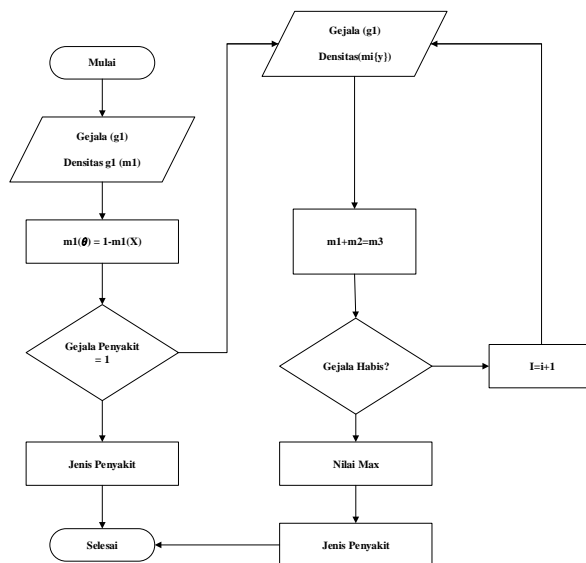 Mulai
Gejala (g1)
Densitas g1 (m1)
m1(θ) = 1-m1(X)
Gejala Penyakit
= 1
Jenis Penyakit
Selesai
Gejala (g1)
Densitas(mi{y})
m1+m2=m3
Gejala Habis?
I=i+1
Nilai Max
Jenis Penyakit